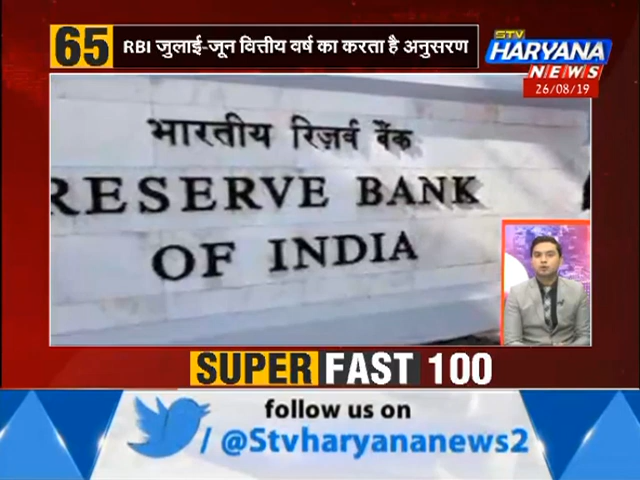 65
RBI जुलाई-जून वित्तीय वर्ष का करता है अनुसरण
STV
HARYANA
NEWS
26/08/19
भारतीय रिज़र्व बैंक
RESERVE BANK
OF INDIA
SUPER FAST 100
follow us on
/@Stvharyananews2